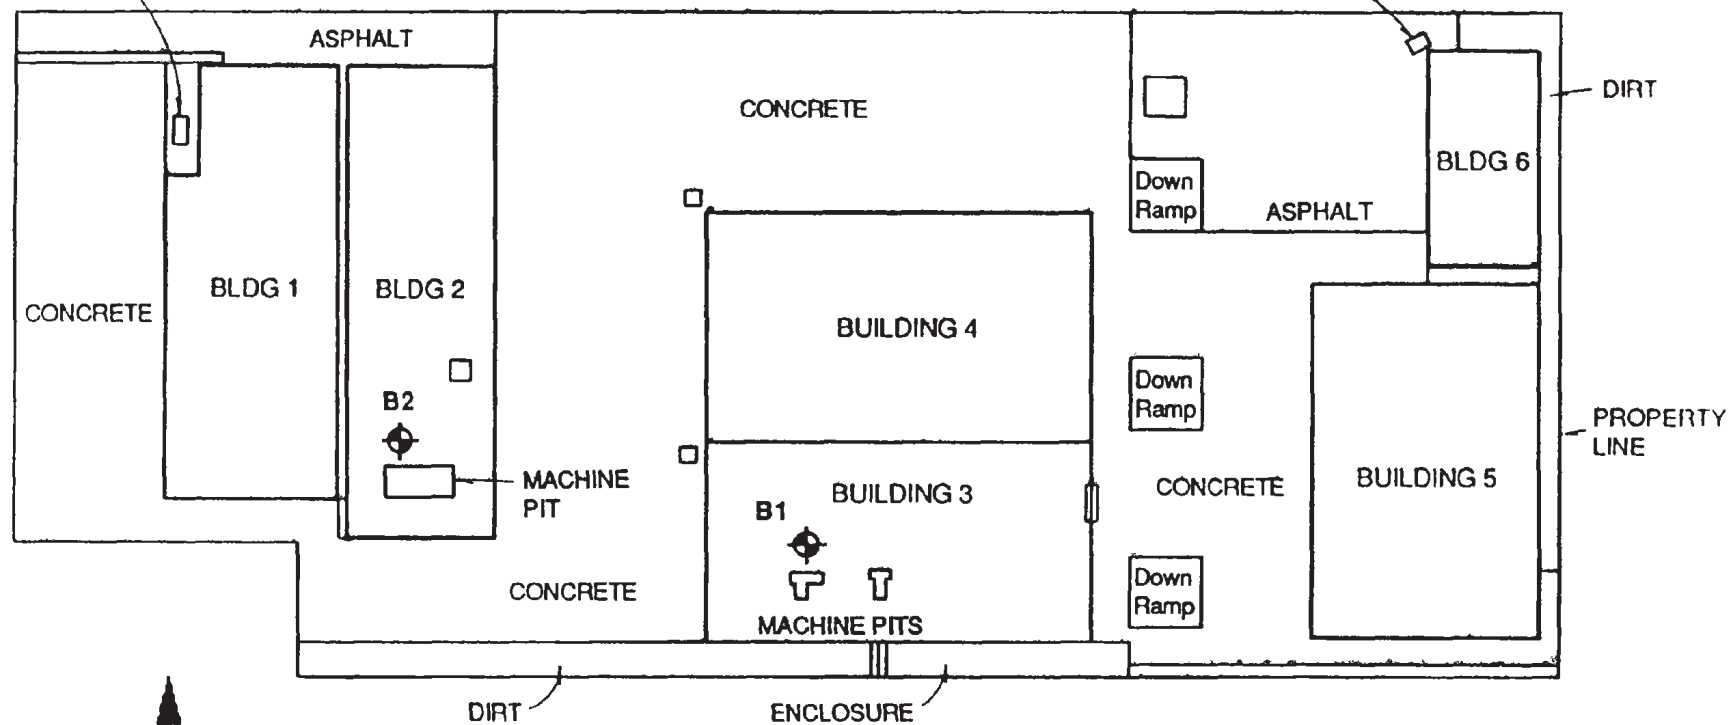 ASPHALT
CONCRETE
DIRT
BLDG 6
Down
Ramp
ASPHALT
BLDG 1
BLDG 2
CONCRETE
BUILDING 4
B2
Down
Ramp
PROPERTY
LINE
MACHINE
PIT
BUILDING 3
B1
CONCRETE
BUILDING 5
CONCRETE
Down
Ramp
MACHINE PITS
DIRT
ENCLOSURE